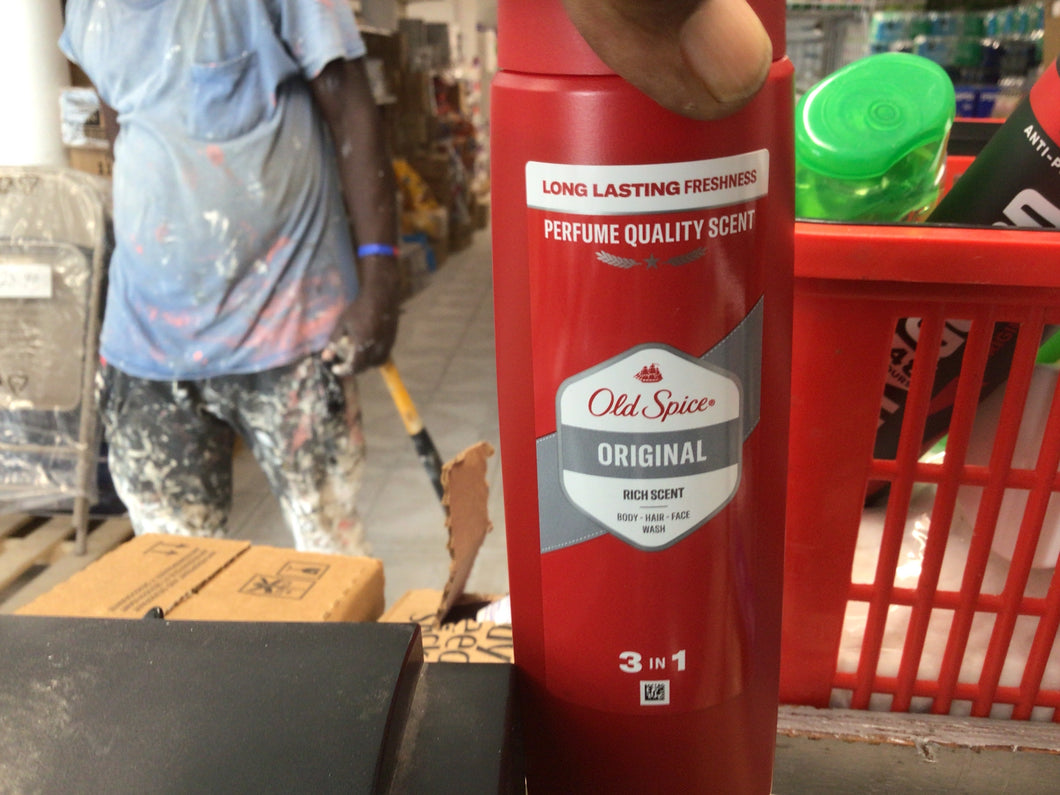 LONG LASTING FRESHNESS
PERFUME QUALITY SCENT
Old Spice®
ORIGINAL
RICH SCENT
BODY - HAIR - FACE
WASH
3 IN 1
ANTI-P